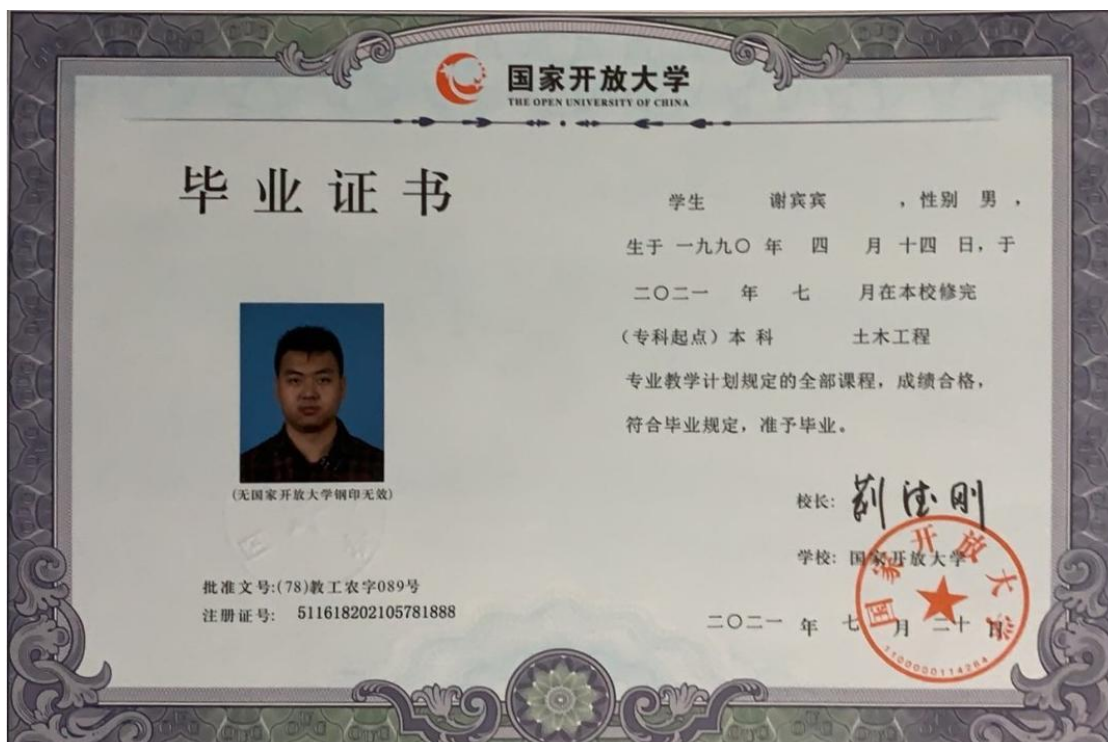 国家开放大学
THE OPEN UNIVERSITY OF CHINA
毕业证书
学生 谢宾宾 ，性别 男 ，
生于 一九九〇 年 四 月 十四 日，于
二〇二一 年 七 月在本校修完
（专科起点）本科 土木工程
专业教学计划规定的全部课程，成绩合格，
符合毕业规定，准予毕业。
(无国家开放大学钢印无效)
校长:
学校: 国家开放大学
批准文号:(78)教工农字089号
注册证号: 511618202105781888
二〇二一 年 七 月 二十 日
国家开放大学
1100000114284